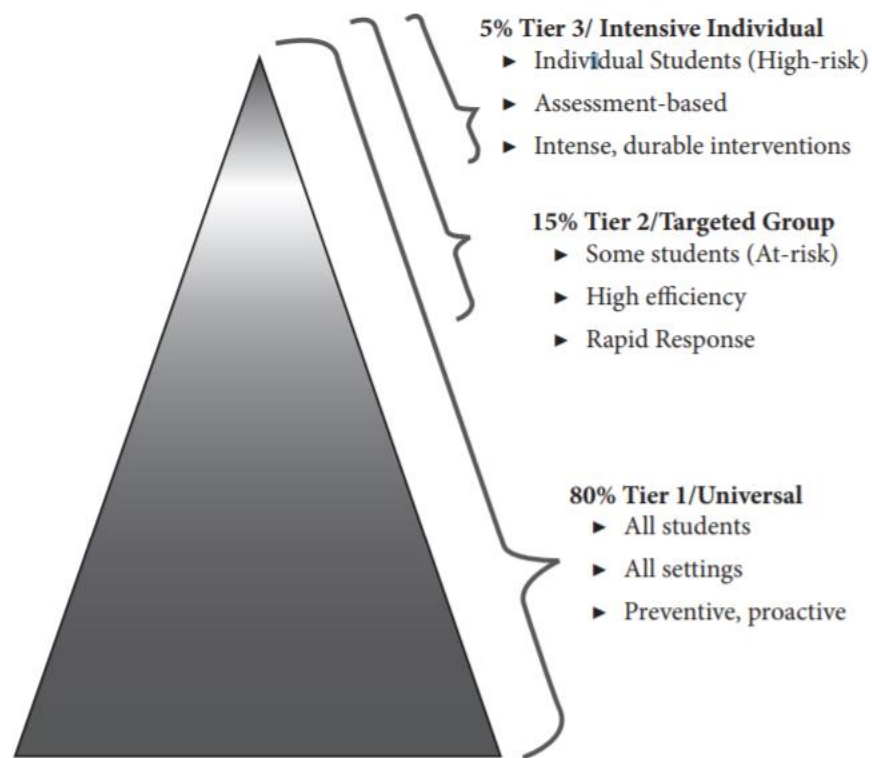 5% Tier 3/ Intensive Individual
► Individual Students (High-risk)
► Assessment-based
► Intense, durable interventions
15% Tier 2/Targeted Group
► Some students (At-risk)
► High efficiency
► Rapid Response
80% Tier 1/Universal
► All students
► All settings
► Preventive, proactive